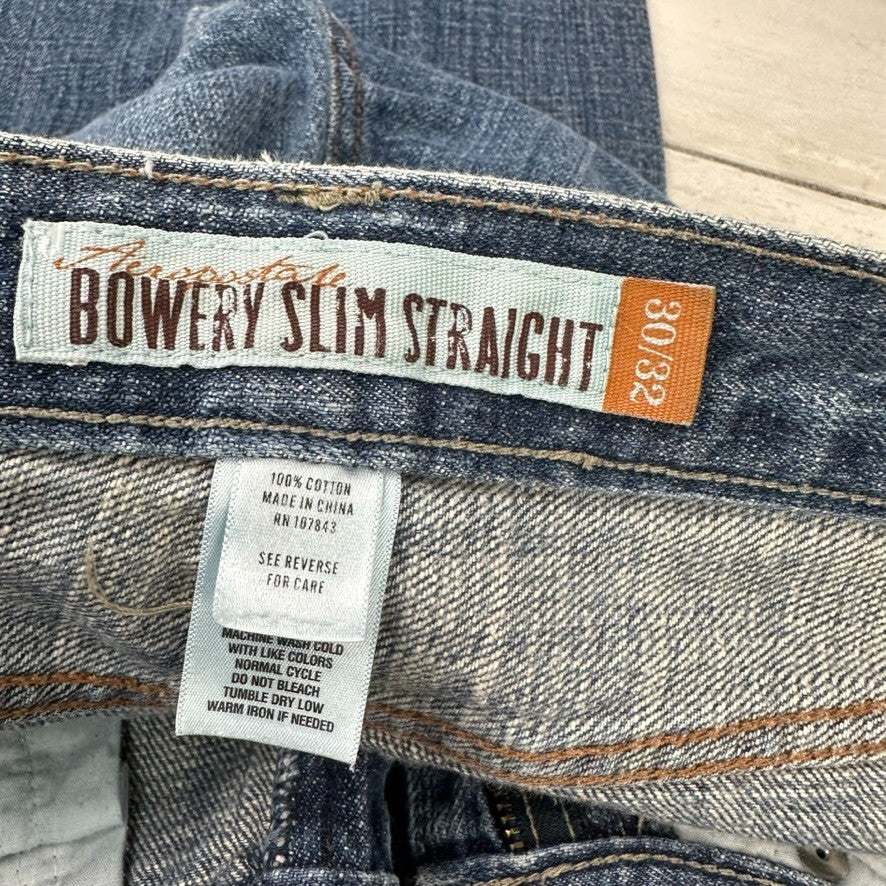 Aeropostale
BOWERY SLIM STRAIGHT
30/32
100% COTTON
MADE IN CHINA
RN 107843
SEE REVERSE
FOR CARE
MACHINE WASH COLD
WITH LIKE COLORS
NORMAL CYCLE
DO NOT BLEACH
TUMBLE DRY LOW
WARM IRON IF NEEDED